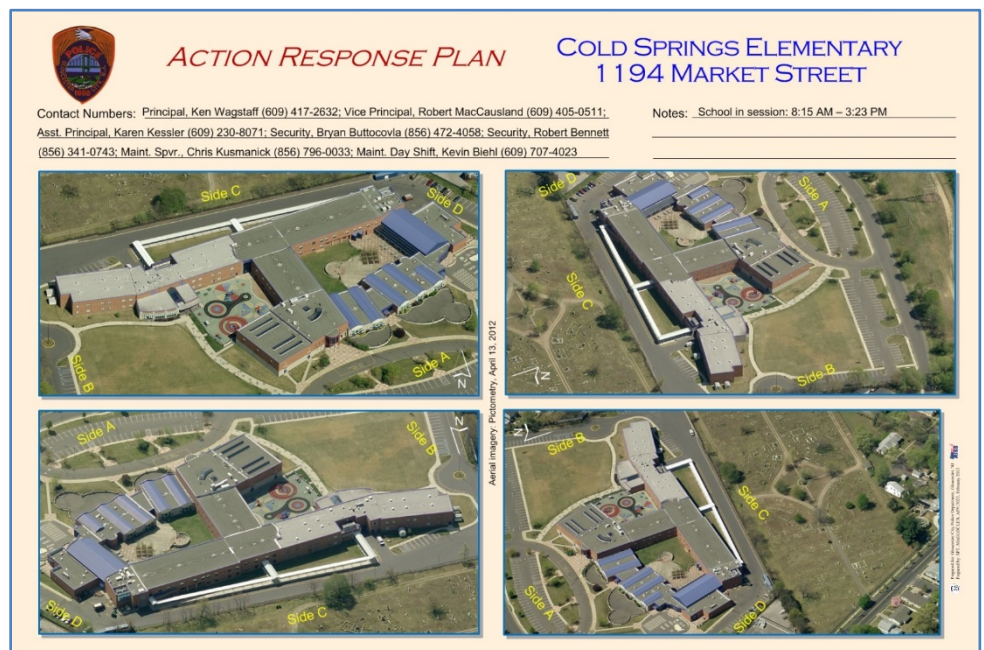 POLICE
ACTION RESPONSE PLAN
COLD SPRINGS ELEMENTARY
1194 MARKET STREET
Contact Numbers: Principal, Ken Wagstaff (609) 417-2632; Vice Principal, Robert MacCausland (609) 405-0511;
Asst. Principal, Karen Kessler (609) 230-8071; Security, Bryan Buttocovla (856) 472-4058; Security, Robert Bennett
(856) 341-0743; Maint. Spvr., Chris Kusmanick (856) 796-0033; Maint. Day Shift, Kevin Biehl (609) 707-4023
Notes: School in session: 8:15 AM – 3:23 PM
Side C
Side D
Side B
Side A
N
Side D
Side A
Side C
Side B
N
Aerial imagery: Pictometry, April 13, 2012
Side A
Side B
N
Side D
Side C
N
Side B
Side C
Side A
Side D